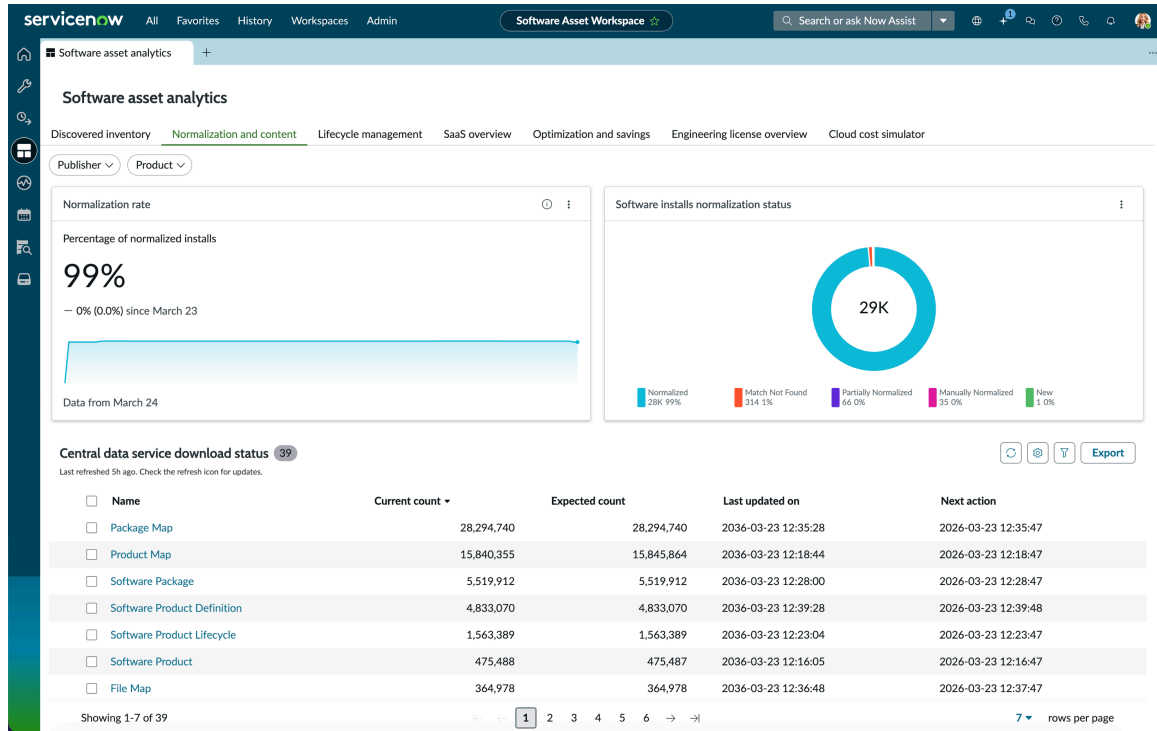 servicenow All Favorites History Workspaces Admin Software Asset Workspace Search or ask Now Assist 1
Software asset analytics
Software asset analytics
Discovered inventory Normalization and content Lifecycle management SaaS overview Optimization and savings Engineering license overview Cloud cost simulator
Publisher Product
Normalization rate
Percentage of normalized installs
99%
— 0% (0.0%) since March 23
Data from March 24
Software installs normalization status
29K
Normalized
28K 99%
Match Not Found
314 1%
Partially Normalized
66 0%
Manually Normalized
35 0%
New
1 0%
Central data service download status 39
Last refreshed 5h ago. Check the refresh icon for updates.
Export
Name Current count Expected count Last updated on Next action
Package Map 28,294,740 28,294,740 2036-03-23 12:35:28 2026-03-23 12:35:47
Product Map 15,840,355 15,845,864 2036-03-23 12:18:44 2026-03-23 12:18:47
Software Package 5,519,912 5,519,912 2036-03-23 12:28:00 2026-03-23 12:28:47
Software Product Definition 4,833,070 4,833,070 2036-03-23 12:39:28 2026-03-23 12:39:48
Software Product Lifecycle 1,563,389 1,563,389 2036-03-23 12:23:04 2026-03-23 12:23:47
Software Product 475,488 475,487 2036-03-23 12:16:05 2026-03-23 12:16:47
File Map 364,978 364,978 2036-03-23 12:36:48 2026-03-23 12:37:47
Showing 1-7 of 39 1 2 3 4 5 6 7 rows per page